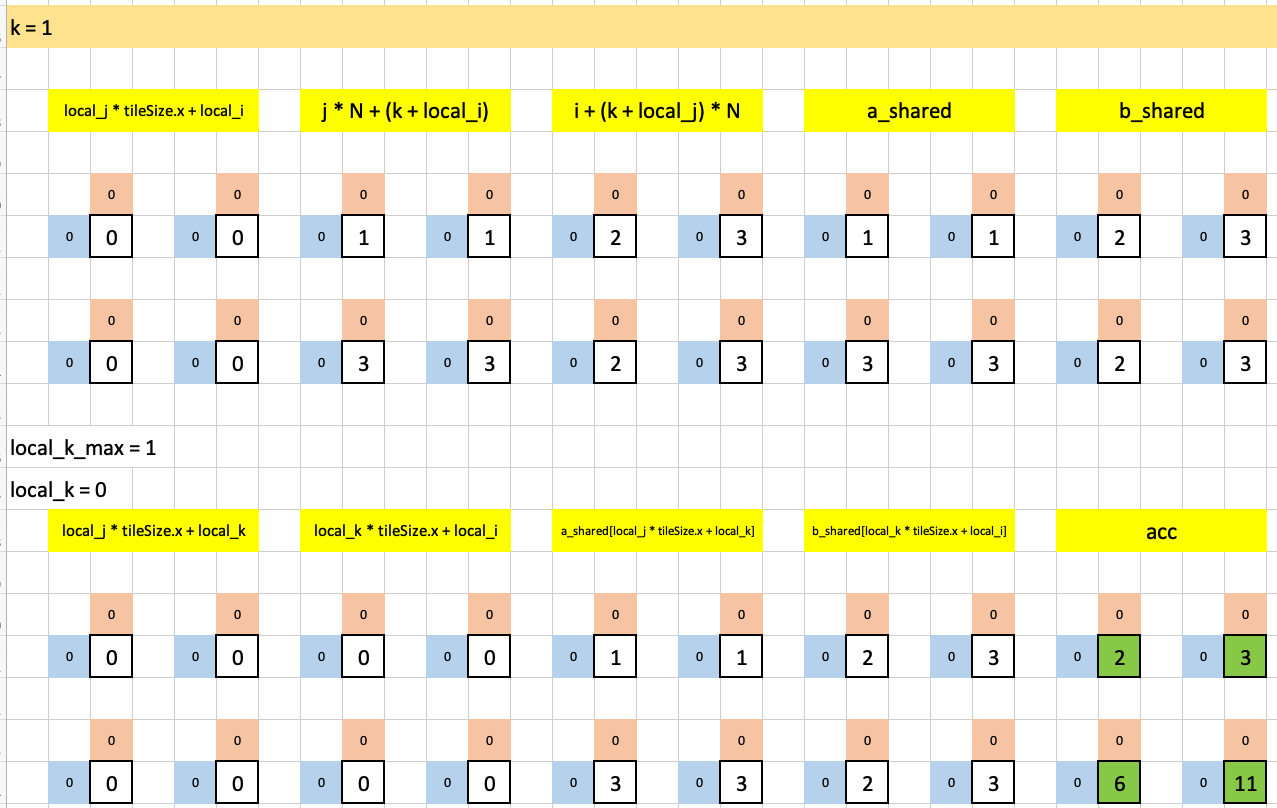 k = 1
local_j * tileSize.x + local_i j * N + (k + local_i) i + (k + local_j) * N a_shared b_shared
0 0 0 0 0 0 0 0 0 0
0 0 0 0 0 1 0 1 0 2 0 3 0 1 0 1 0 2 0 3
0 0 0 0 0 0 0 0 0 0
0 0 0 0 0 3 0 3 0 2 0 3 0 3 0 3 0 2 0 3
local_k_max = 1
local_k = 0
local_j * tileSize.x + local_k local_k * tileSize.x + local_i a_shared[local_j * tileSize.x + local_k] b_shared[local_k * tileSize.x + local_i] acc
0 0 0 0 0 0 0 0 0 0
0 0 0 0 0 0 0 0 0 1 0 1 0 2 0 3 0 2 0 3
0 0 0 0 0 0 0 0 0 0
0 0 0 0 0 0 0 0 0 3 0 3 0 2 0 3 0 6 0 11